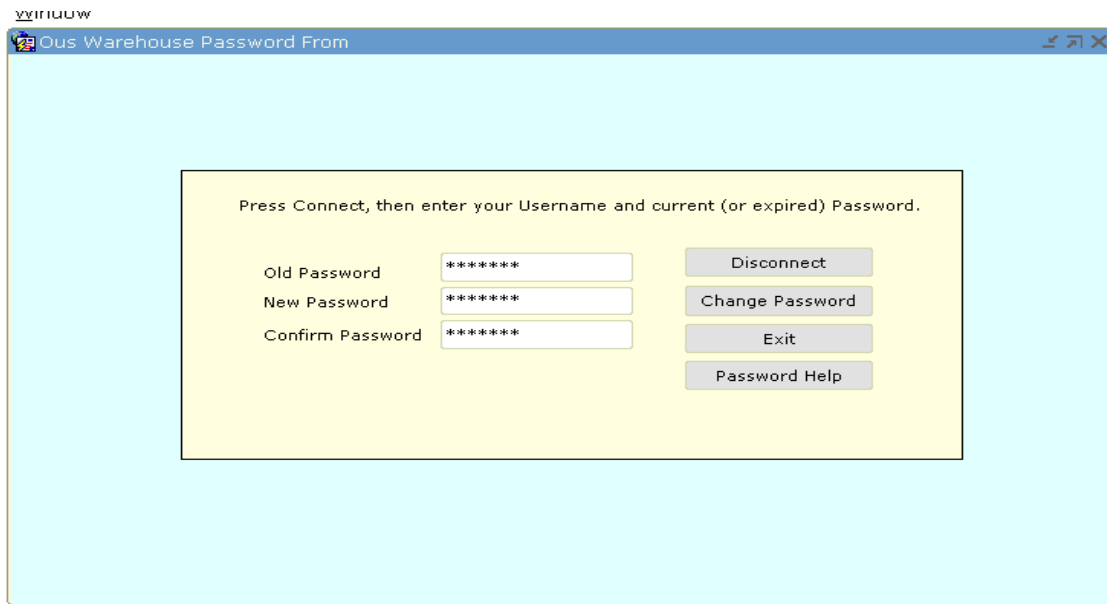 Window
Ous Warehouse Password From
Press Connect, then enter your Username and current (or expired) Password.
Old Password ******* Disconnect
New Password ******* Change Password
Confirm Password ******* Exit
Password Help